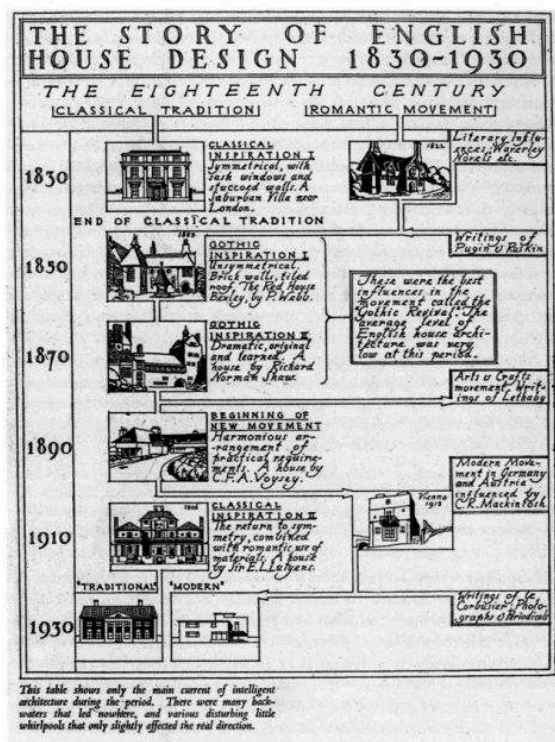 THE STORY OF ENGLISH
HOUSE DESIGN 1830-1930
THE EIGHTEENTH CENTURY
CLASSICAL TRADITION
ROMANTIC MOVEMENT
1830
CLASSICAL
INSPIRATION I
Symmetrical, with
sash windows and
stuccoed walls. A
Suburban Villa near
London.
1822
Literary Influ-
ences: Waverley
Novels etc.
END OF CLASSICAL TRADITION
Writings of
Pugin & Ruskin
1850
GOTHIC
INSPIRATION I
Unsymmetrical.
Brick walls, tiled
roof, The Red House
Bexley, by P. Webb.
These were the best
influences in the
movement called the
Gothic Revival: The
average level of
English house archi-
tecture was very
low at this period.
1870
GOTHIC
INSPIRATION II
Dramatic, original
and learned. A
house by Richard
Norman Shaw.
Arts & Crafts
movement. Writ-
ings of Lethaby
1890
BEGINNING OF
NEW MOVEMENT
Harmonious ar-
rangement of
practical require-
ments. A house by
C.F.A. Voysey.
Modern Move-
ment in Germany
and Austria
influenced by
C.R. Mackintosh
Vienna
1910
CLASSICAL
INSPIRATION II
The return to sym-
metry, combined
with romantic use of
materials. A house
by Sir E.L. Lutyens.
"TRADITIONAL"
"MODERN"
1930
Writings of le
Corbusier: Photo-
graphs & Periodicals
This table shows only the main current of intelligent
architecture during the period. There were many back-
waters that led nowhere, and various disturbing little
whirlpools that only slightly affected the real direction.